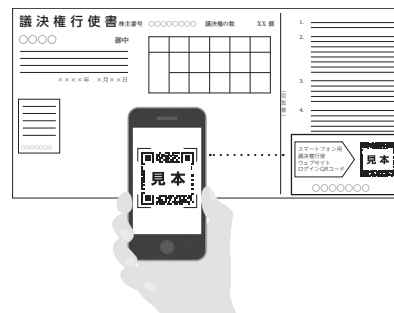 議決権行使書 株主番号 ○○○○○○○○ 議決権の数 XX 個
○○○○ 御中
××××年 ×月××日
○○○○○○○
1.
2.
3.
4.
スマートフォン用
議決権行使
ウェブサイト
ログインQRコード
見本
○○○○○○○
見本